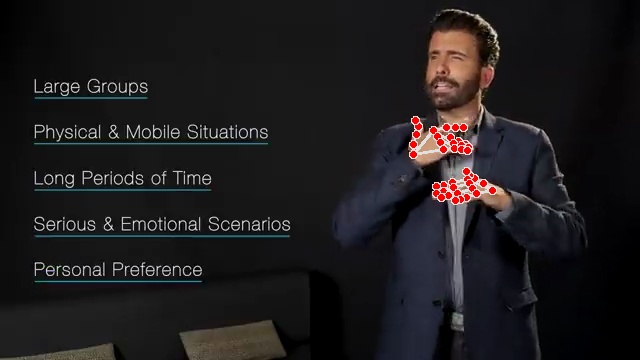 Large Groups
Physical & Mobile Situations
Long Periods of Time
Serious & Emotional Scenarios
Personal Preference